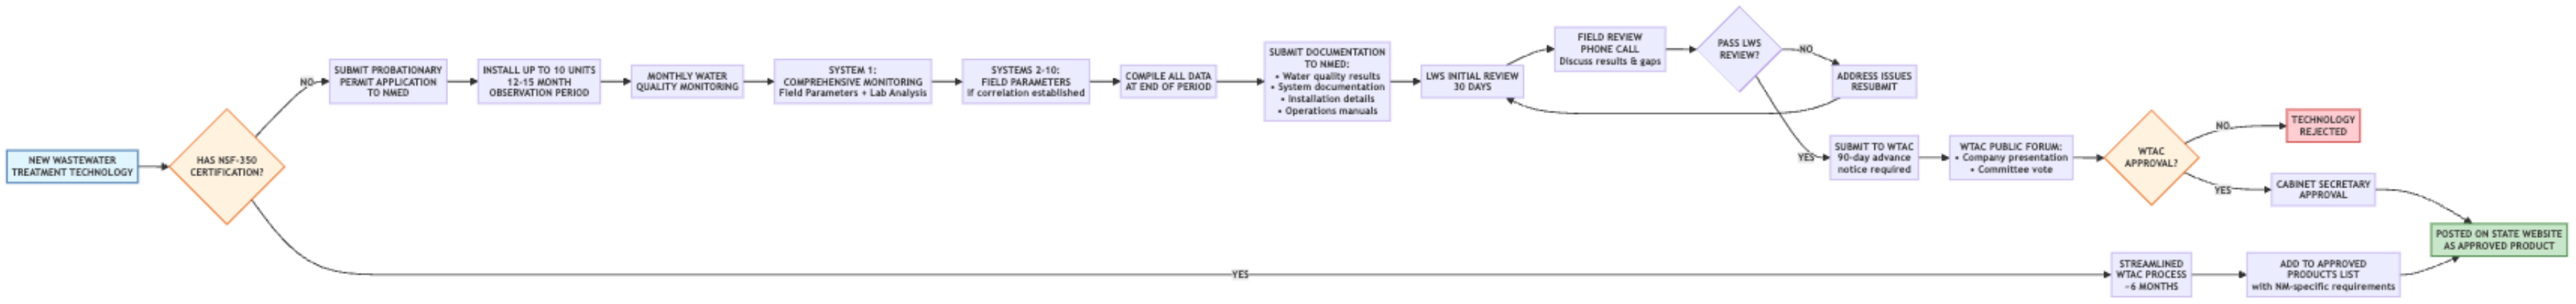 NEW WASTEWATER
TREATMENT TECHNOLOGY
HAS NSF-350
CERTIFICATION?
NO
SUBMIT PROBATIONARY
PERMIT APPLICATION
TO NMED
INSTALL UP TO 10 UNITS
12-15 MONTH
OBSERVATION PERIOD
MONTHLY WATER
QUALITY MONITORING
SYSTEM 1:
COMPREHENSIVE MONITORING
Field Parameters + Lab Analysis
SYSTEMS 2-10:
FIELD PARAMETERS
if correlation established
COMPILE ALL DATA
AT END OF PERIOD
SUBMIT DOCUMENTATION
TO NMED:
• Water quality results
• System documentation
• Installation details
• Operations manuals
LWS INITIAL REVIEW
30 DAYS
FIELD REVIEW
PHONE CALL
Discuss results & gaps
PASS LWS
REVIEW?
NO
ADDRESS ISSUES
RESUBMIT
YES
SUBMIT TO WTAC
90-day advance
notice required
WTAC PUBLIC FORUM:
• Company presentation
• Committee vote
WTAC
APPROVAL?
NO
TECHNOLOGY
REJECTED
YES
CABINET SECRETARY
APPROVAL
POSTED ON STATE WEBSITE
AS APPROVED PRODUCT
YES
STREAMLINED
WTAC PROCESS
~6 MONTHS
ADD TO APPROVED
PRODUCTS LIST
with NM-specific requirements